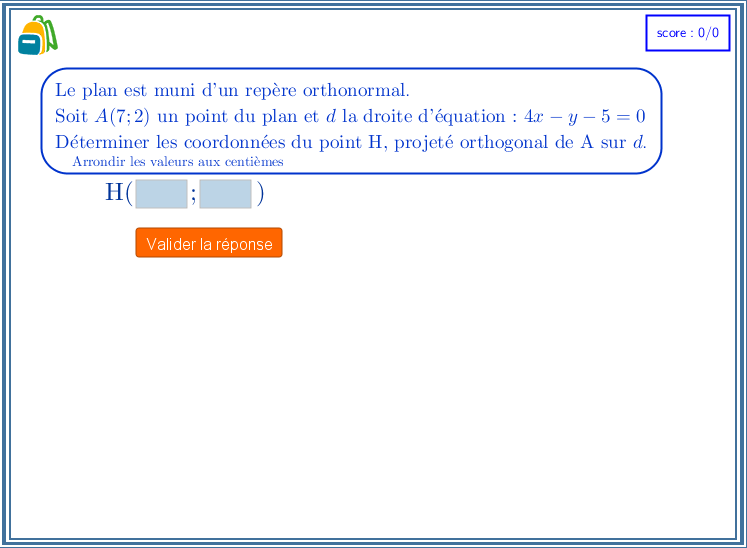 score : 0/0
Le plan est muni d'un repère orthonormal.
Soit A(7; 2) un point du plan et d la droite d'équation : 4x − y − 5 = 0
Déterminer les coordonnées du point H, projeté orthogonal de A sur d.
Arrondir les valeurs aux centièmes
H( ; )
Valider la réponse